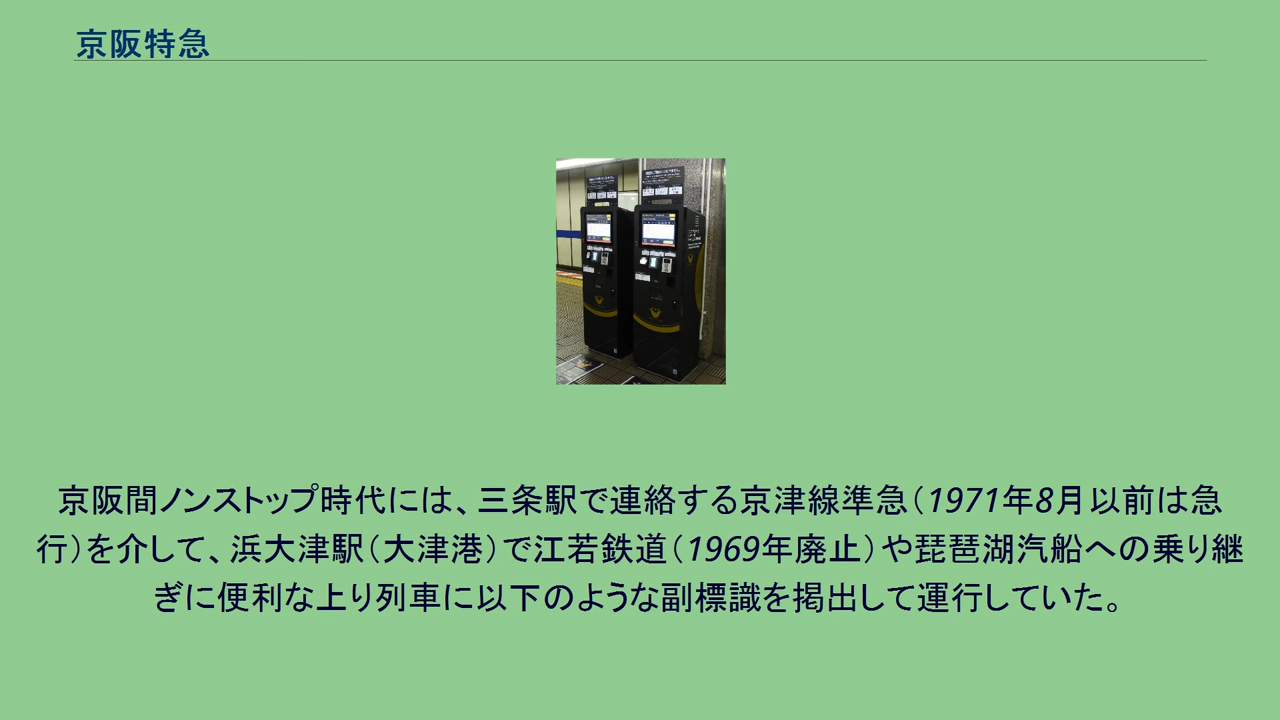 京阪特急
京阪間ノンストップ時代には、三条駅で連絡する京津線準急（1971年8月以前は急
行）を介して、浜大津駅（大津港）で江若鉄道（1969年廃止）や琵琶湖汽船への乗り継
ぎに便利な上り列車に以下のような副標識を掲出して運行していた。